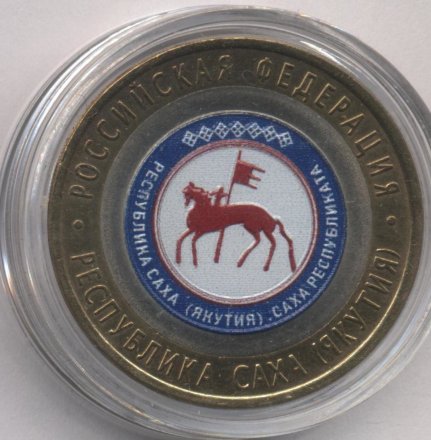 РОССИЙСКАЯ ФЕДЕРАЦИЯ
РЕСПУБЛИКА САХА (ЯКУТИЯ)
РЕСПУБЛИКА САХА (ЯКУТИЯ) . САХА РЕСПУБЛИКАТА